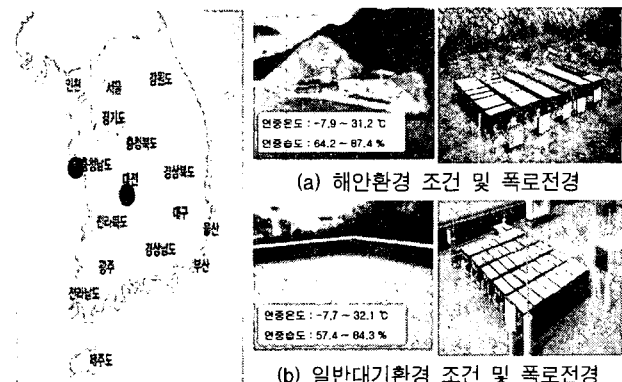 인천
서울
강원도
경기도
충청북도
충청남도
대전
경상북도
전라북도
대구
울산
경상남도
광주
부산
전라남도
제주도
연중온도 : -7.9 ~ 31.2 ℃
연중습도 : 64.2 ~ 87.4 %
(a) 해안환경 조건 및 폭로전경
연중온도 : -7.7 ~ 32.1 ℃
연중습도 : 57.4 ~ 84.3 %
(b) 일반대기환경 조건 및 폭로전경